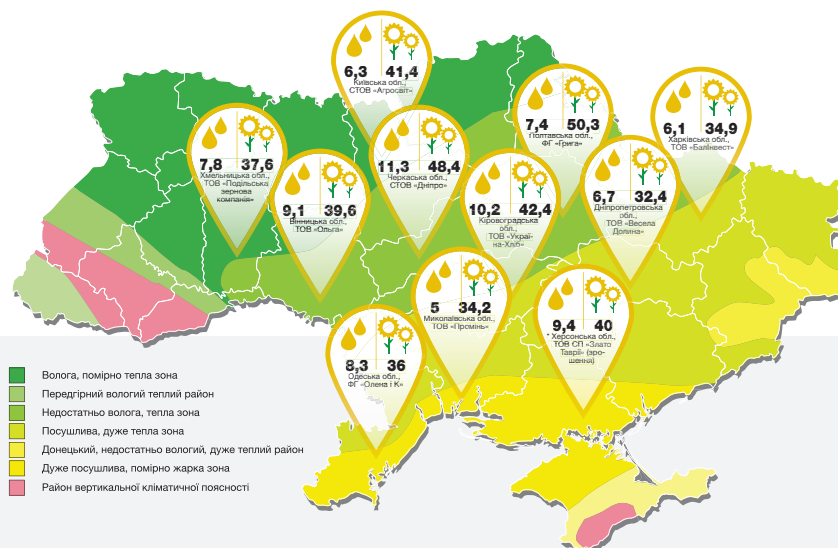 6,3 41,4
Київська обл.,
СТОВ «Агросвіт»
7,4 50,3
Полтавська обл.,
ФГ «Грига»
6,1 34,9
Харківська обл.,
ТОВ «Балінвест»
7,8 37,6
Хмельницька обл.,
ТОВ «Подільська
зернова
компанія»
11,3 48,4
Черкаська обл.,
СТОВ «Дніпро»
9,1 39,6
Вінницька обл.,
ТОВ «Ольга»
10,2 42,4
Кіровоградська
обл.,
ТОВ «Украї-
на-Хліб»
6,7 32,4
Дніпропетровська
обл.,
ТОВ «Весела
Долина»
5 34,2
Миколаївська обл.,
ТОВ «Промінь»
9,4 40
* Херсонська обл.,
ТОВ СП «Злато
Таврії» (зро-
шення)
8,3 36
Одеська обл.,
ФГ «Олена і К»
Волога, помірно тепла зона
Передгірний вологий теплий район
Недостатньо волога, тепла зона
Посушлива, дуже тепла зона
Донецький, недостатньо вологий, дуже теплий район
Дуже посушлива, помірно жарка зона
Район вертикальної кліматичної поясності